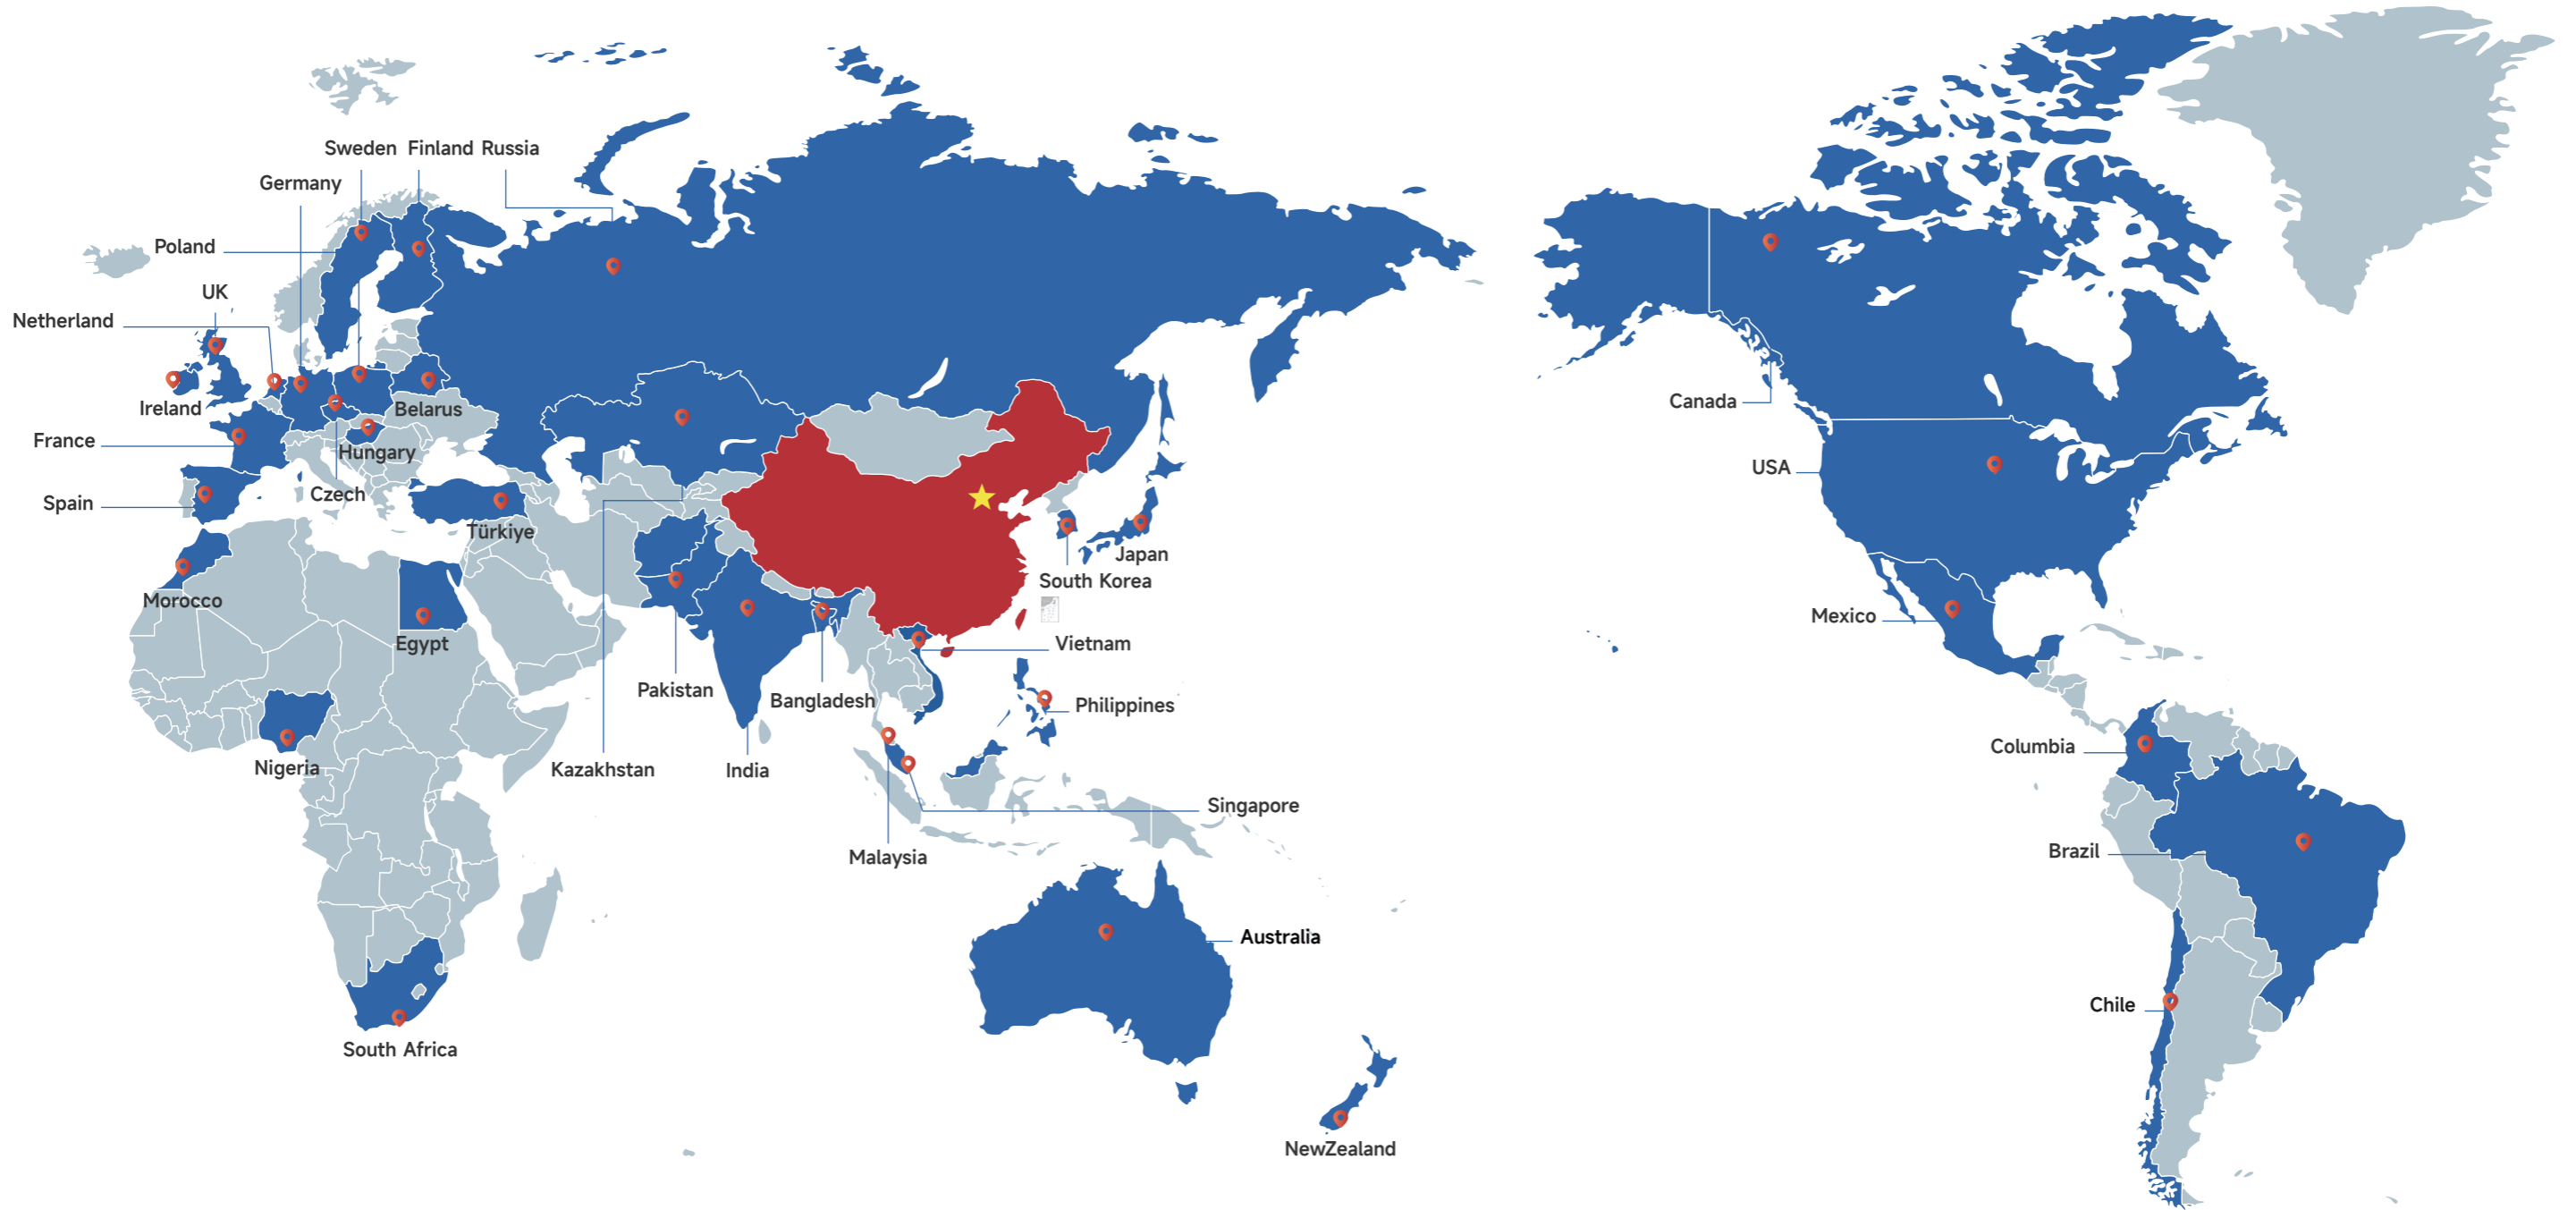 Sweden
Finland
Russia
Germany
Poland
UK
Netherland
Ireland
Belarus
France
Hungary
Czech
Spain
Türkiye
Morocco
Egypt
Nigeria
South Africa
Kazakhstan
Pakistan
India
Bangladesh
Japan
South Korea
Vietnam
Philippines
Singapore
Malaysia
Australia
NewZealand
Canada
USA
Mexico
Columbia
Brazil
Chile